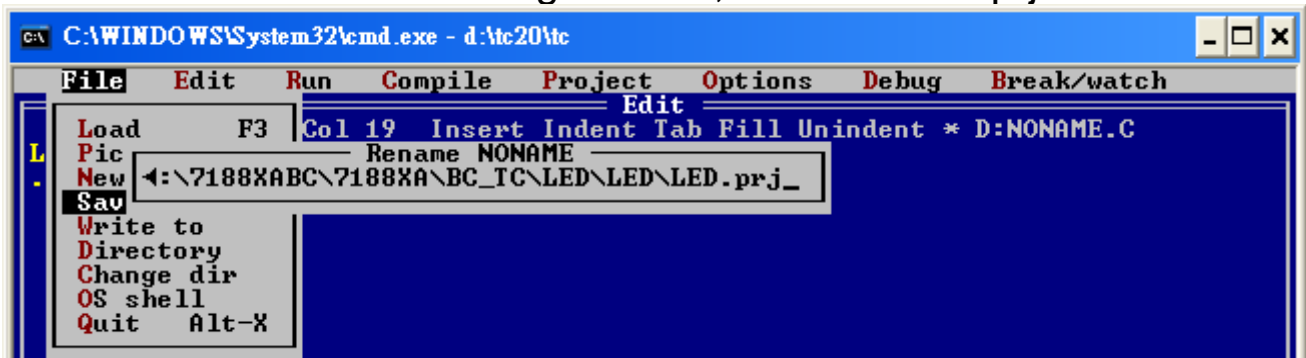 C:\WINDOWS\System32\cmd.exe - d:\tc20\tc
File Edit Run Compile Project Options Debug Break/watch
Edit
Col 19 Insert Indent Tab Fill Unindent * D:NONAME.C
Load F3
Pic
Rename NONAME
New
◄:\7188XABC\7188XA\BC_TC\LED\LED\LED.prj_
Sav
Write to
Directory
Change dir
OS shell
Quit Alt-X